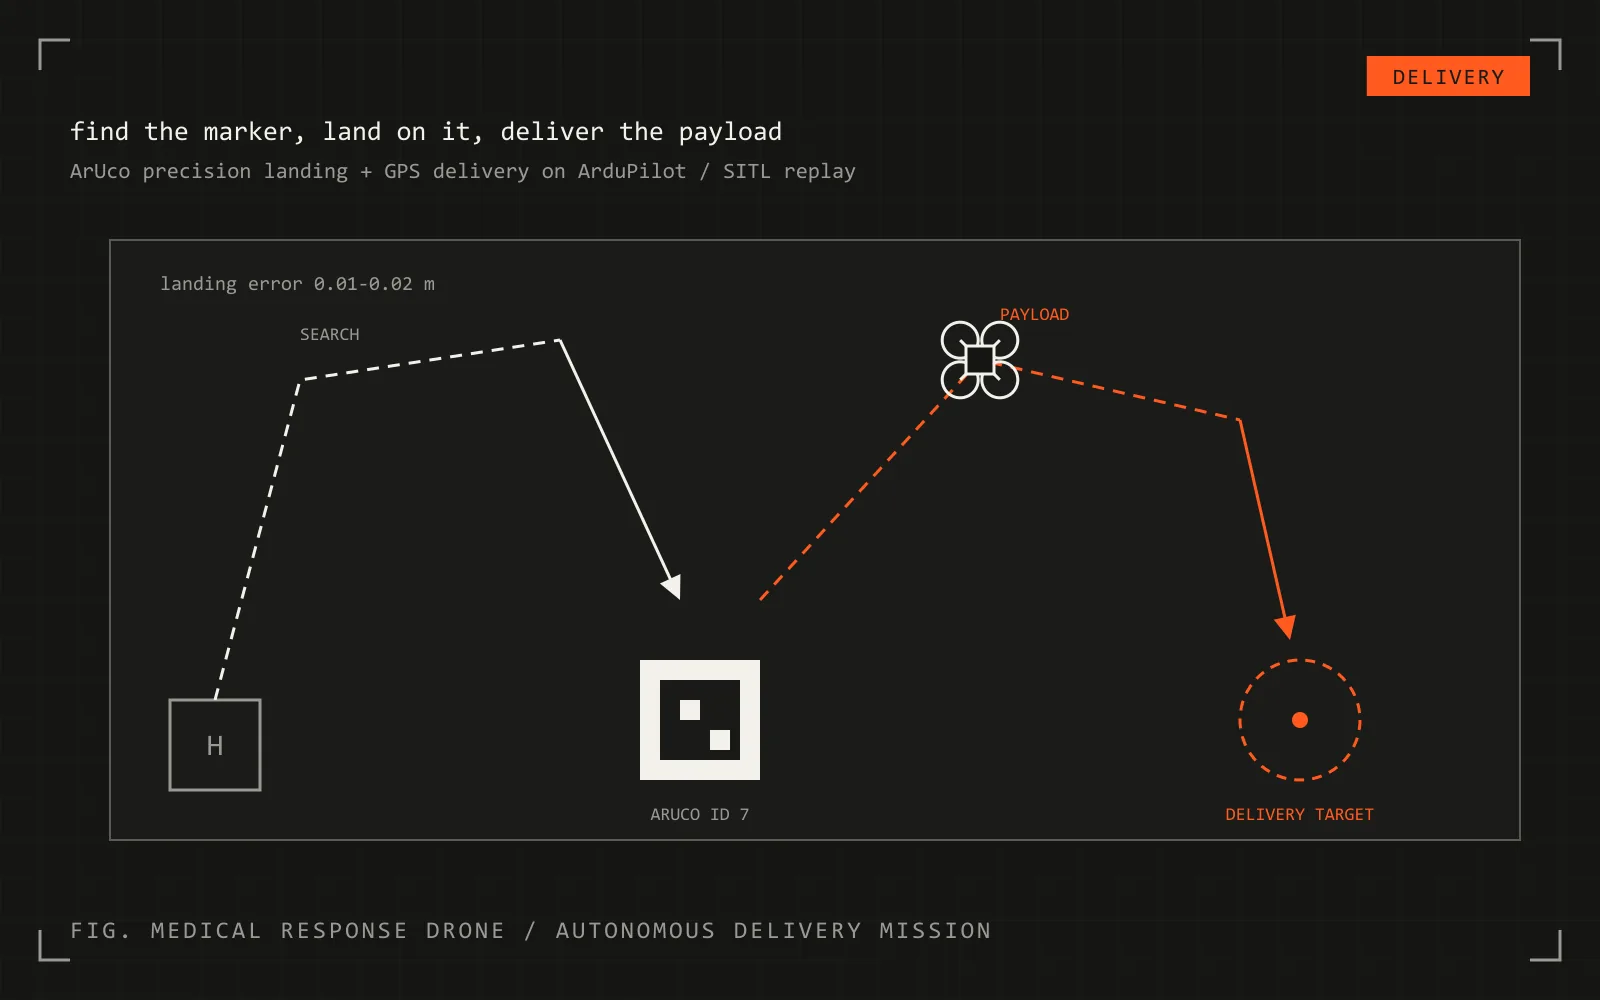 DELIVERY
find the marker, land on it, deliver the payload
ArUco precision landing + GPS delivery on ArduPilot / SITL replay
landing error 0.01-0.02 m
SEARCH
PAYLOAD
H
ARUCO ID 7
DELIVERY TARGET
FIG. MEDICAL RESPONSE DRONE / AUTONOMOUS DELIVERY MISSION